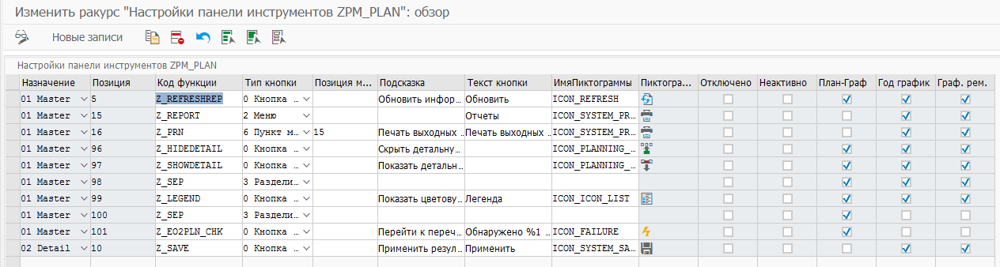 Изменить ракурс "Настройки панели инструментов ZPM_PLAN": обзор
Новые записи
Настройки панели инструментов ZPM_PLAN
Назначение Позиция Код функции Тип кнопки Позиция м... Подсказка Текст кнопки ИмяПиктограммы Пиктогра... Отключено Неактивно План-Граф Год график Граф. рем.
01 Master 5 Z_REFRESHREP 0 Кнопка ... Обновить инфор... Обновить ICON_REFRESH
01 Master 15 Z_REPORT 2 Меню Отчеты ICON_SYSTEM_PR...
01 Master 16 Z_PRN 6 Пункт м... 15 Печать выходных ... Печать выходных ... ICON_SYSTEM_PR...
01 Master 96 Z_HIDEDETAIL 0 Кнопка ... Скрыть детальну... ICON_PLANNING_...
01 Master 97 Z_SHOWDETAIL 0 Кнопка ... Показать детальн... ICON_PLANNING_...
01 Master 98 Z_SEP 3 Раздели...
01 Master 99 Z_LEGEND 0 Кнопка ... Показать цветову... Легенда ICON_ICON_LIST
01 Master 100 Z_SEP 3 Раздели...
01 Master 101 Z_EO2PLN_CHK 0 Кнопка ... Перейти к переч... Обнаружено %1 ... ICON_FAILURE
02 Detail 10 Z_SAVE 0 Кнопка ... Применить резул... Применить ICON_SYSTEM_SA...